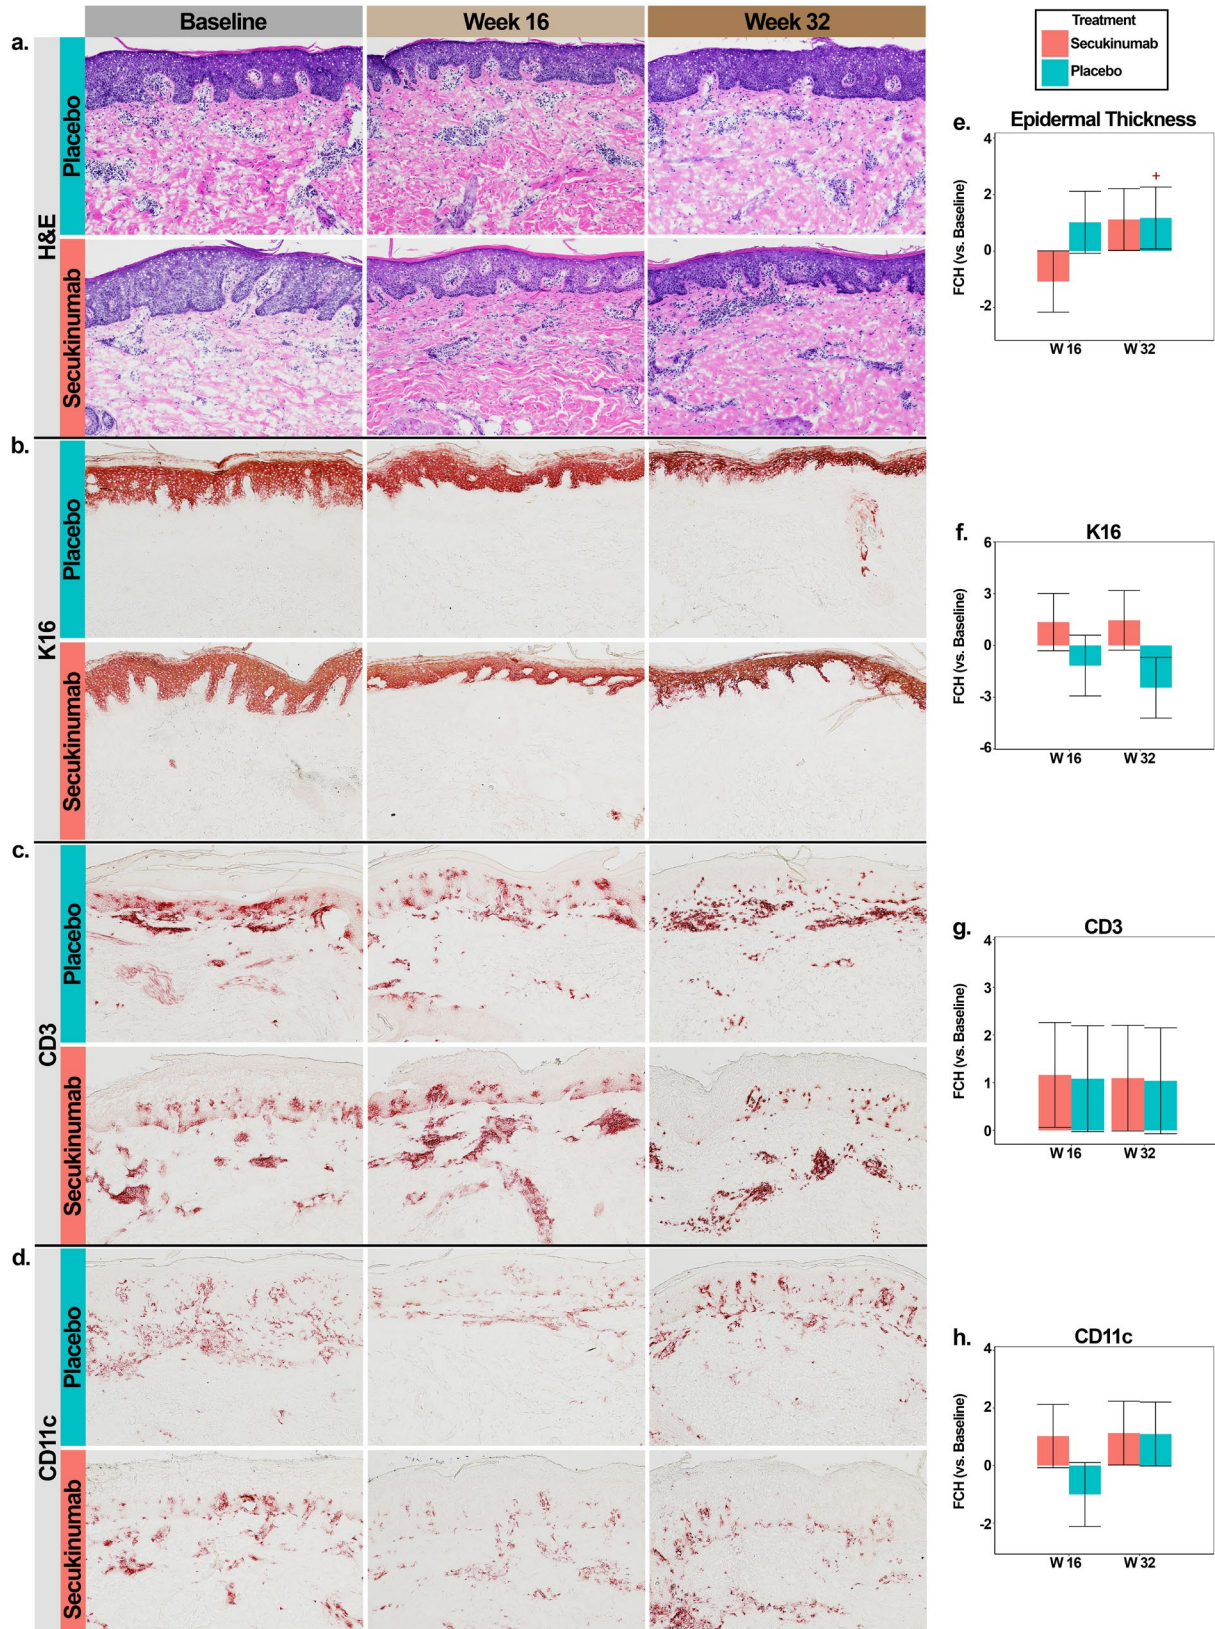 Baseline
Week 16
Week 32
a.
H&E
Placebo
Secukinumab
b.
K16
Placebo
Secukinumab
c.
CD3
Placebo
Secukinumab
d.
CD11c
Placebo
Secukinumab
Treatment
Secukinumab
Placebo
e.
Epidermal Thickness
FCH (vs. Baseline)
4
2
0
-2
+
W 16
W 32
f.
K16
FCH (vs. Baseline)
6
3
0
-3
-6
W 16
W 32
g.
CD3
FCH (vs. Baseline)
4
3
2
1
0
W 16
W 32
h.
CD11c
FCH (vs. Baseline)
4
2
0
-2
W 16
W 32